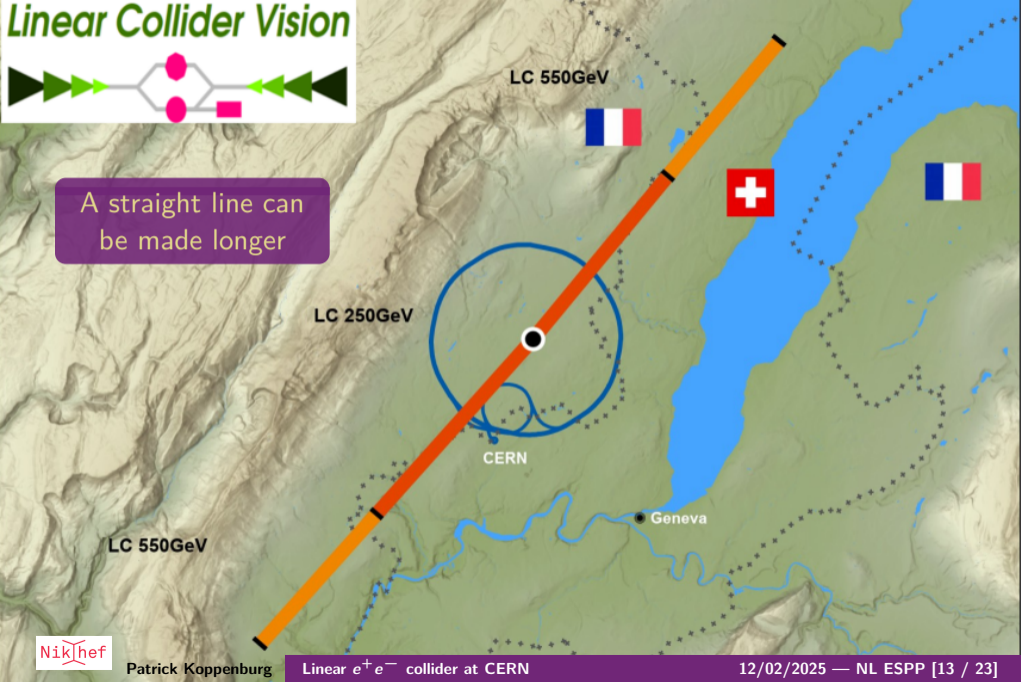 Linear Collider Vision
LC 550GeV
A straight line can
be made longer
LC 250GeV
CERN
Geneva
LC 550GeV
Nikhef
Patrick Koppenburg
Linear e⁺e⁻ collider at CERN
12/02/2025 — NL ESPP [13 / 23]